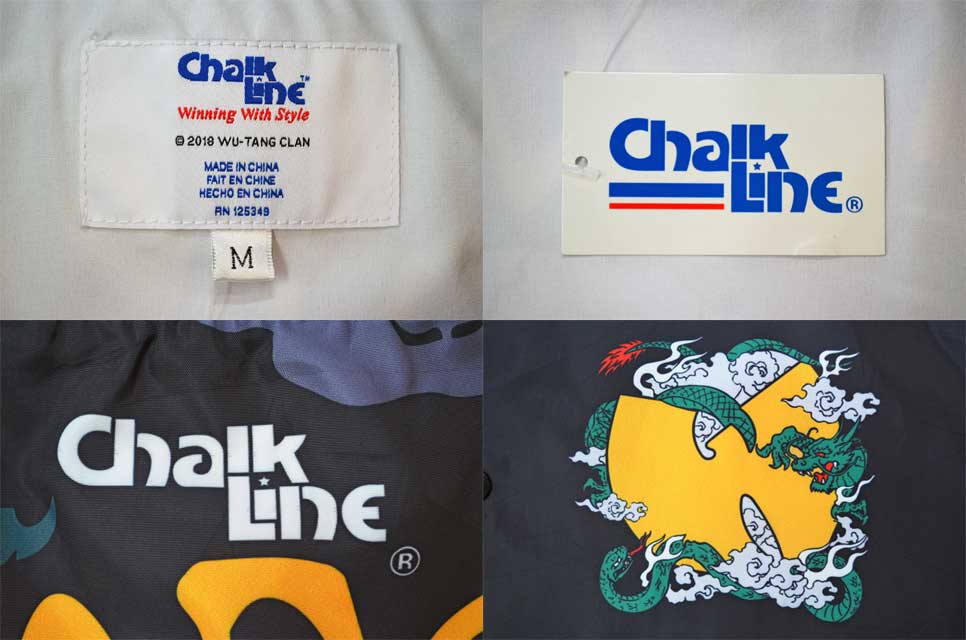 Chalk
Line™
Winning With Style
© 2018 WU-TANG CLAN
MADE IN CHINA
FAIT EN CHINE
HECHO EN CHINA
RN 125349
M
Chalk
Line®
Chalk
Line
®